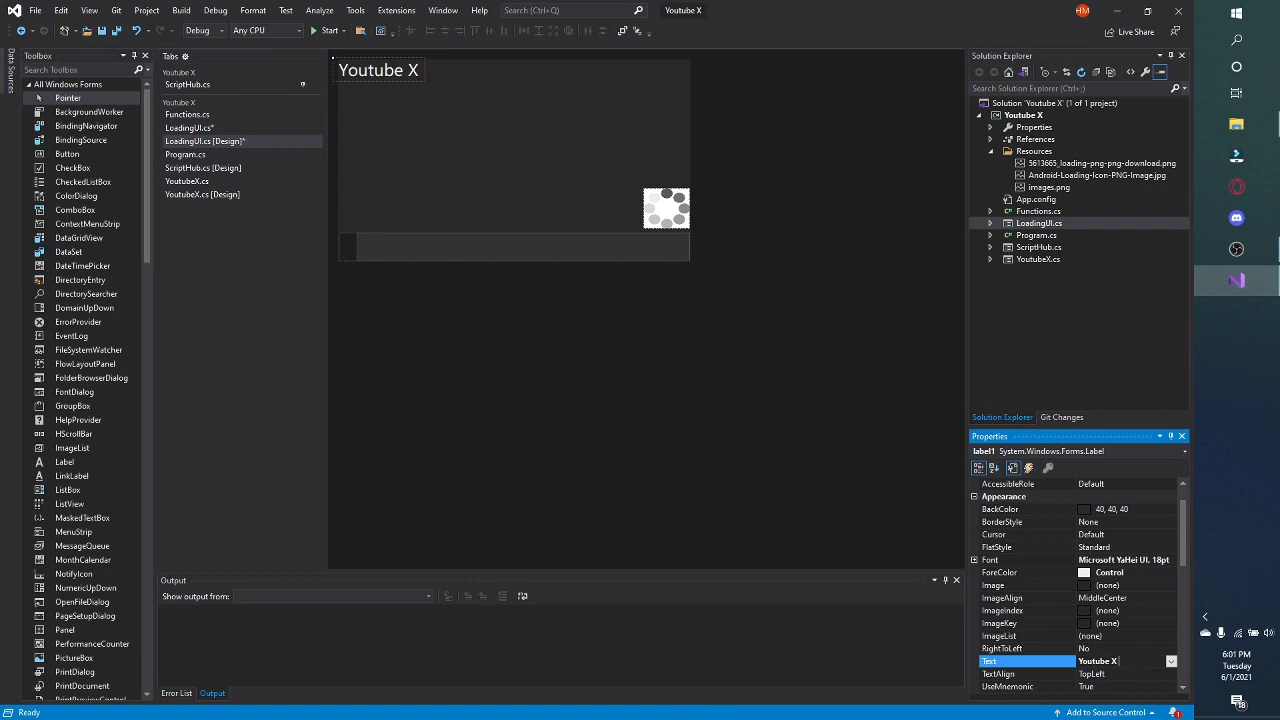 File Edit View Git Project Build Debug Format Test Analyze Tools Extensions Window Help Search (Ctrl+Q) Youtube X HM
Debug Any CPU Start Live Share
Data Sources
Toolbox
Search Toolbox
All Windows Forms
Pointer
BackgroundWorker
BindingNavigator
BindingSource
Button
CheckBox
CheckedListBox
ColorDialog
ComboBox
ContextMenuStrip
DataGridView
DataSet
DateTimePicker
DirectoryEntry
DirectorySearcher
DomainUpDown
ErrorProvider
EventLog
FileSystemWatcher
FlowLayoutPanel
FolderBrowserDialog
FontDialog
GroupBox
HelpProvider
HScrollBar
ImageList
Label
LinkLabel
ListBox
ListView
MaskedTextBox
MenuStrip
MessageQueue
MonthCalendar
NotifyIcon
NumericUpDown
OpenFileDialog
PageSetupDialog
Panel
PerformanceCounter
PictureBox
PrintDialog
PrintDocument
Tabs
Youtube X
ScriptHub.cs
Youtube X
Functions.cs
LoadingUI.cs*
LoadingUI.cs [Design]*
Program.cs
ScriptHub.cs [Design]
YoutubeX.cs
YoutubeX.cs [Design]
Youtube X
Output
Show output from:
Error List Output
Solution Explorer
Search Solution Explorer (Ctrl+;)
Solution 'Youtube X' (1 of 1 project)
Youtube X
Properties
References
Resources
5613665_loading-png-png-download.png
Android-Loading-Icon-PNG-Image.jpg
images.png
App.config
Functions.cs
LoadingUI.cs
Program.cs
ScriptHub.cs
YoutubeX.cs
Solution Explorer Git Changes
Properties
label1 System.Windows.Forms.Label
AccessibleRole Default
Appearance
BackColor 40, 40, 40
BorderStyle None
Cursor Default
FlatStyle Standard
Font Microsoft YaHei UI, 18pt
ForeColor Control
Image (none)
ImageAlign MiddleCenter
ImageIndex (none)
ImageKey (none)
ImageList (none)
RightToLeft No
Text Youtube X
TextAlign TopLeft
UseMnemonic True
Ready
Add to Source Control 1
6:01 PM
Tuesday
6/1/2021
18